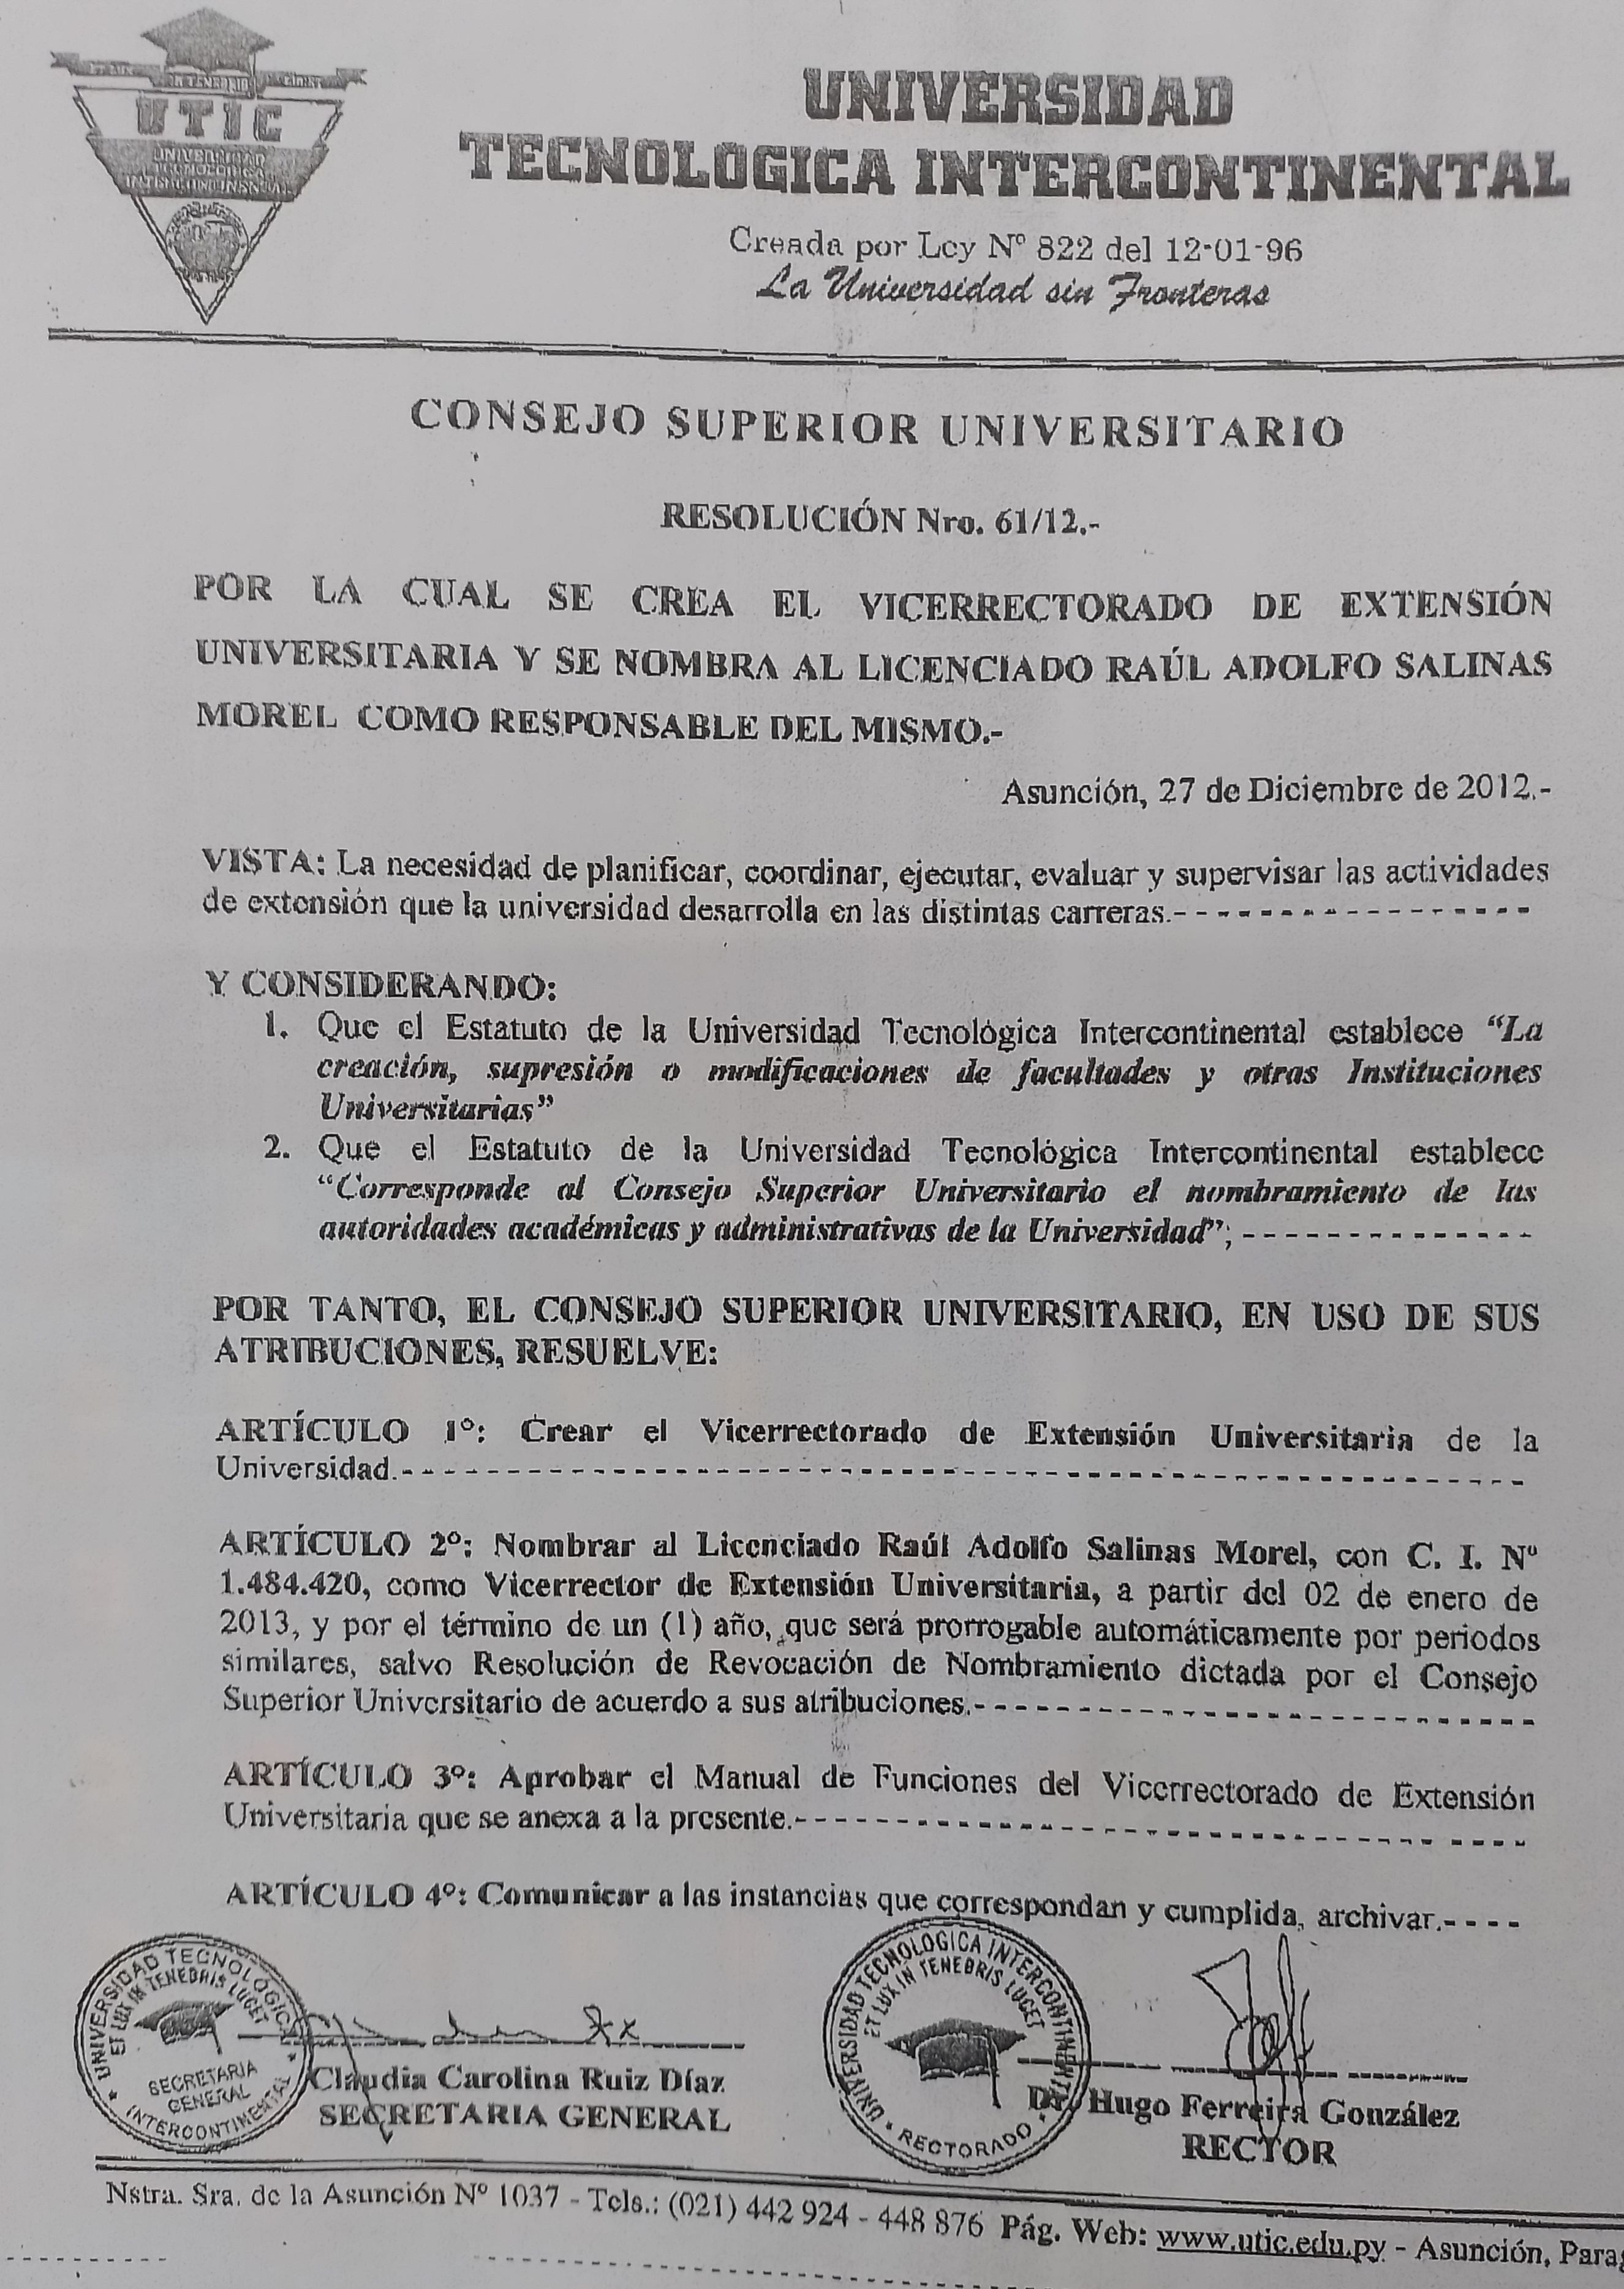 ET LUX IN TENEBRIS LUCET
UTIC
UNIVERSIDAD
TECNOLOGICA
INTERCONTINENTAL
UNIVERSIDAD
TECNOLOGICA INTERCONTINENTAL
Creada por Ley N° 822 del 12-01-96
La Universidad sin Fronteras
CONSEJO SUPERIOR UNIVERSITARIO
RESOLUCIÓN Nro. 61/12.-
POR LA CUAL SE CREA EL VICERRECTORADO DE EXTENSIÓN
UNIVERSITARIA Y SE NOMBRA AL LICENCIADO RAÚL ADOLFO SALINAS
MOREL COMO RESPONSABLE DEL MISMO.-
Asunción, 27 de Diciembre de 2012.-
VISTA: La necesidad de planificar, coordinar, ejecutar, evaluar y supervisar las actividades
de extensión que la universidad desarrolla en las distintas carreras.- - - - - - - - - - - - - - - - - -
Y CONSIDERANDO:
1. Que el Estatuto de la Universidad Tecnológica Intercontinental establece “La
creación, supresión o modificaciones de facultades y otras Instituciones
Universitarias”
2. Que el Estatuto de la Universidad Tecnológica Intercontinental establece
“Corresponde al Consejo Superior Universitario el nombramiento de las
autoridades académicas y administrativas de la Universidad”; - - - - - - - - - - - - - -
POR TANTO, EL CONSEJO SUPERIOR UNIVERSITARIO, EN USO DE SUS
ATRIBUCIONES, RESUELVE:
ARTÍCULO 1°: Crear el Vicerrectorado de Extensión Universitaria de la
Universidad.- - - - - - - - - - - - - - - - - - - - - - - - - - - - - - - - - - - - - - - - - - - - - - - - - - - -
ARTÍCULO 2°: Nombrar al Licenciado Raúl Adolfo Salinas Morel, con C. I. N°
1.484.420, como Vicerrector de Extensión Universitaria, a partir del 02 de enero de
2013, y por el término de un (1) año, que será prorrogable automáticamente por periodos
similares, salvo Resolución de Revocación de Nombramiento dictada por el Consejo
Superior Universitario de acuerdo a sus atribuciones.- - - - - - - - - - - - - - - - - - - - - - - - - -
ARTÍCULO 3°: Aprobar el Manual de Funciones del Vicerrectorado de Extensión
Universitaria que se anexa a la presente.- - - - - - - - - - - - - - - - - - - - - - - - - - - - - - - - - -
ARTÍCULO 4°: Comunicar a las instancias que correspondan y cumplida, archivar.- - - -
UNIVERSIDAD TECNOLÓGICA INTERCONTINENTAL
ET LUX IN TENEBRIS LUCET
SECRETARIA
GENERAL
Claudia Carolina Ruiz Díaz
SECRETARIA GENERAL
UNIVERSIDAD TECNOLOGICA INTERCONTINENTAL
ET LUX IN TENEBRIS LUCET
RECTORADO
Dr. Hugo Ferreira González
RECTOR
Nstra. Sra. de la Asunción N° 1037 - Tels.: (021) 442 924 - 448 876 Pág. Web: www.utic.edu.py - Asunción, Parag